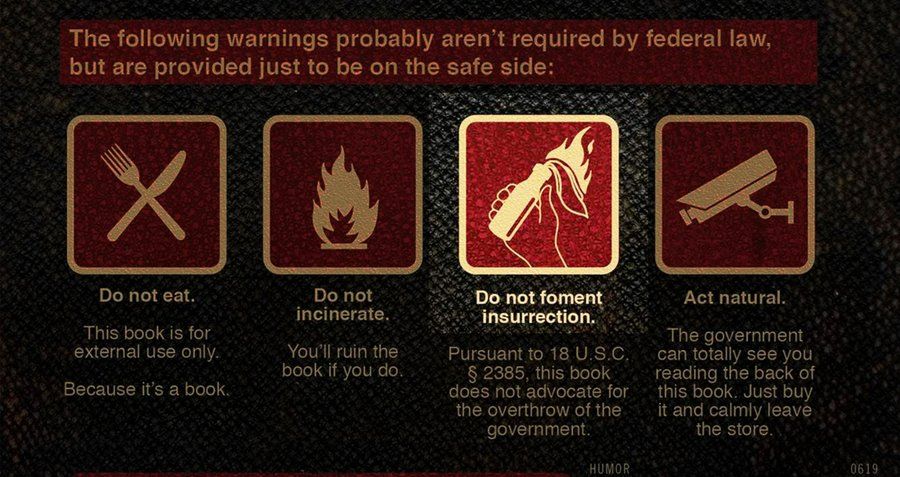 The following warnings probably aren't required by federal law,
but are provided just to be on the safe side:
Do not eat.
This book is for
external use only.
Because it's a book.
Do not
incinerate.
You'll ruin the
book if you do.
Do not foment
insurrection.
Pursuant to 18 U.S.C.
§ 2385, this book
does not advocate for
the overthrow of the
government.
Act natural.
The government
can totally see you
reading the back of
this book. Just buy
it and calmly leave
the store.
HUMOR
0619